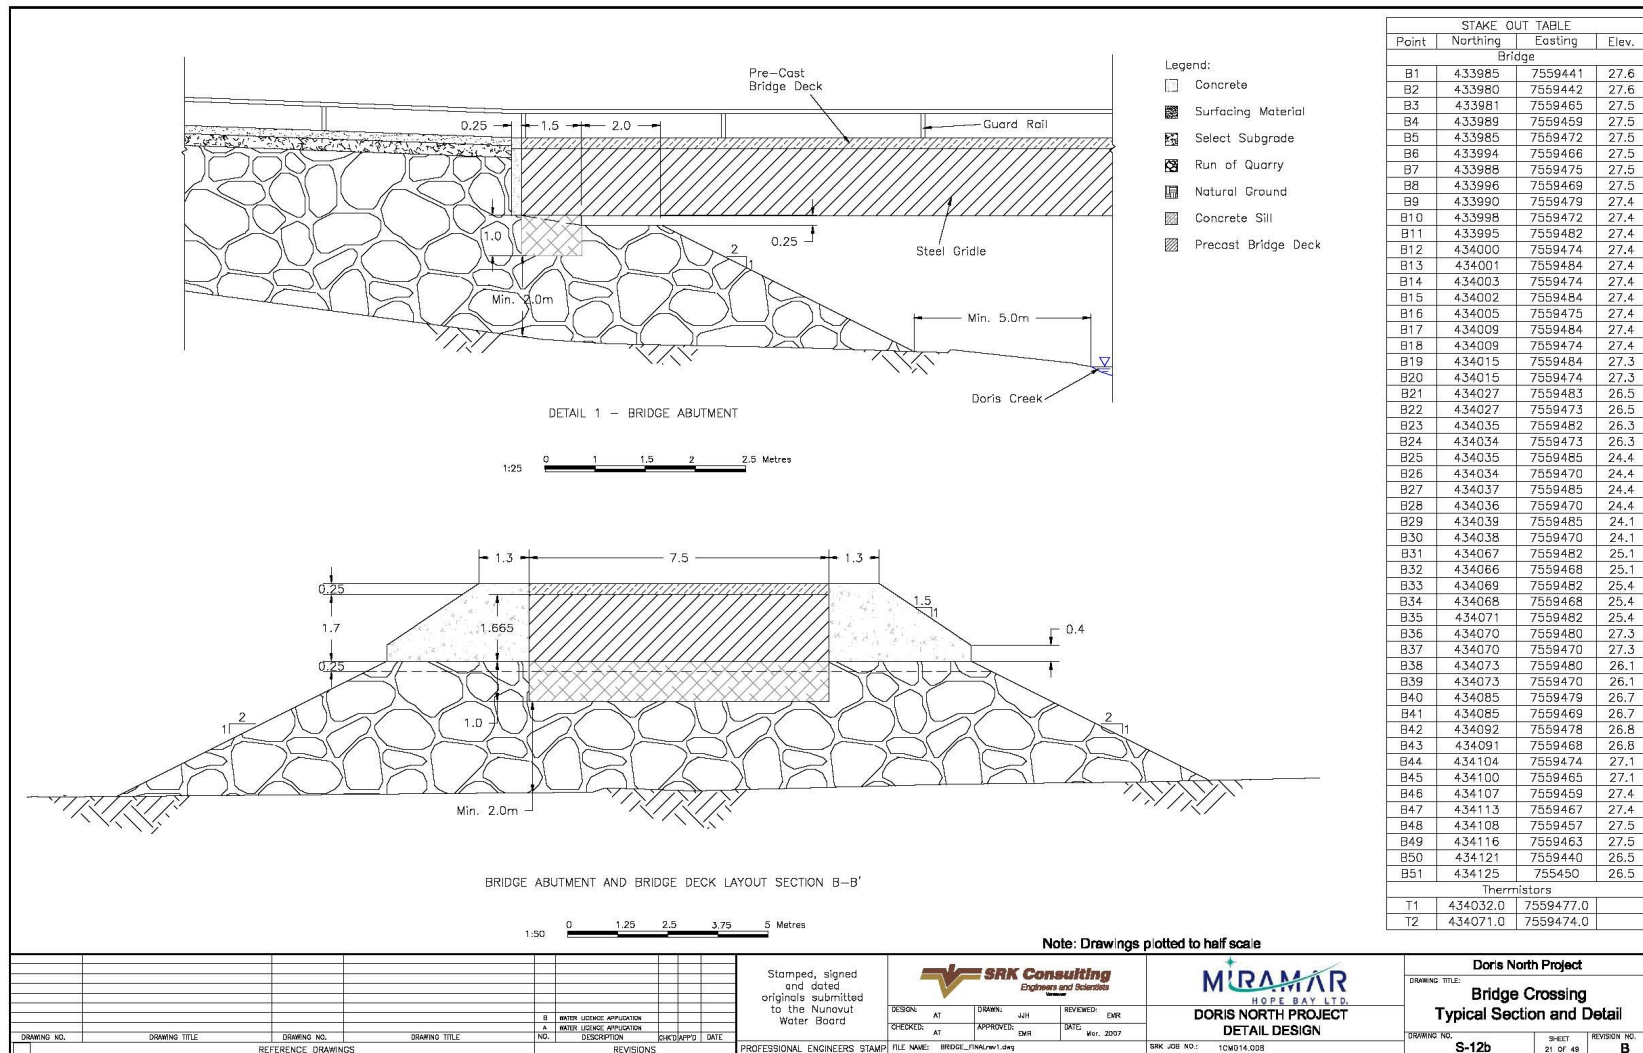 Pre-Cast
Bridge Deck
Guard Rail
0.25
1.5
2.0
1.0
0.25
2
1
Steel Gridle
Min. 2.0m
Min. 5.0m
Doris Creek
DETAIL 1 - BRIDGE ABUTMENT
1:25
0 1 1.5 2 2.5 Metres
Legend:
Concrete
Surfacing Material
Select Subgrade
Run of Quarry
Natural Ground
Concrete Sill
Precast Bridge Deck
1.3 7.5 1.3
0.25
1.7
1.665
0.25
1.5
1
0.4
2
1
1.0
2
1
Min. 2.0m
BRIDGE ABUTMENT AND BRIDGE DECK LAYOUT SECTION B-B'
1:50
0 1.25 2.5 3.75 5 Metres
STAKE OUT TABLE
Point Northing Easting Elev.
Bridge
B1 433985 7559441 27.6
B2 433980 7559442 27.6
B3 433981 7559465 27.5
B4 433989 7559459 27.5
B5 433985 7559472 27.5
B6 433994 7559466 27.5
B7 433988 7559475 27.5
B8 433996 7559469 27.5
B9 433990 7559479 27.4
B10 433998 7559472 27.4
B11 433995 7559482 27.4
B12 434000 7559474 27.4
B13 434001 7559484 27.4
B14 434003 7559474 27.4
B15 434002 7559484 27.4
B16 434005 7559475 27.4
B17 434009 7559484 27.4
B18 434009 7559474 27.4
B19 434015 7559484 27.3
B20 434015 7559474 27.3
B21 434027 7559483 26.5
B22 434027 7559473 26.5
B23 434035 7559482 26.3
B24 434034 7559473 26.3
B25 434035 7559485 24.4
B26 434034 7559470 24.4
B27 434037 7559485 24.4
B28 434036 7559470 24.4
B29 434039 7559485 24.1
B30 434038 7559470 24.1
B31 434067 7559482 25.1
B32 434066 7559468 25.1
B33 434069 7559482 25.4
B34 434068 7559468 25.4
B35 434071 7559482 25.4
B36 434070 7559480 27.3
B37 434070 7559470 27.3
B38 434073 7559480 26.1
B39 434073 7559470 26.1
B40 434085 7559479 26.7
B41 434085 7559469 26.7
B42 434092 7559478 26.8
B43 434091 7559468 26.8
B44 434104 7559474 27.1
B45 434100 7559465 27.1
B46 434107 7559459 27.4
B47 434113 7559467 27.4
B48 434108 7559457 27.5
B49 434116 7559463 27.5
B50 434121 7559440 26.5
B51 434125 755450 26.5
Thermistors
T1 434032.0 7559477.0
T2 434071.0 7559474.0
Note: Drawings plotted to half scale
B WATER LICENCE APPLICATION
A WATER LICENCE APPLICATION
DRAWING NO. DRAWING TITLE DRAWING NO. DRAWING TITLE NO. DESCRIPTION CHK'D APP'D DATE
REFERENCE DRAWINGS REVISIONS
Stamped, signed
and dated
originals submitted
to the Nunavut
Water Board
PROFESSIONAL ENGINEERS STAMP
SRK Consulting
Engineers and Scientists
Vancouver
DESIGN: AT DRAWN: JJH REVIEWED: EMR
CHECKED: AT APPROVED: EMR DATE: Mar. 2007
FILE NAME: BRIDGE_FINALrev1.dwg
MIRAMAR
HOPE BAY LTD.
DORIS NORTH PROJECT
DETAIL DESIGN
SRK JOB NO.: 1CM014.008
Doris North Project
DRAWING TITLE:
Bridge Crossing
Typical Section and Detail
DRAWING NO. SHEET REVISION NO.
S-12b 21 OF 49 B